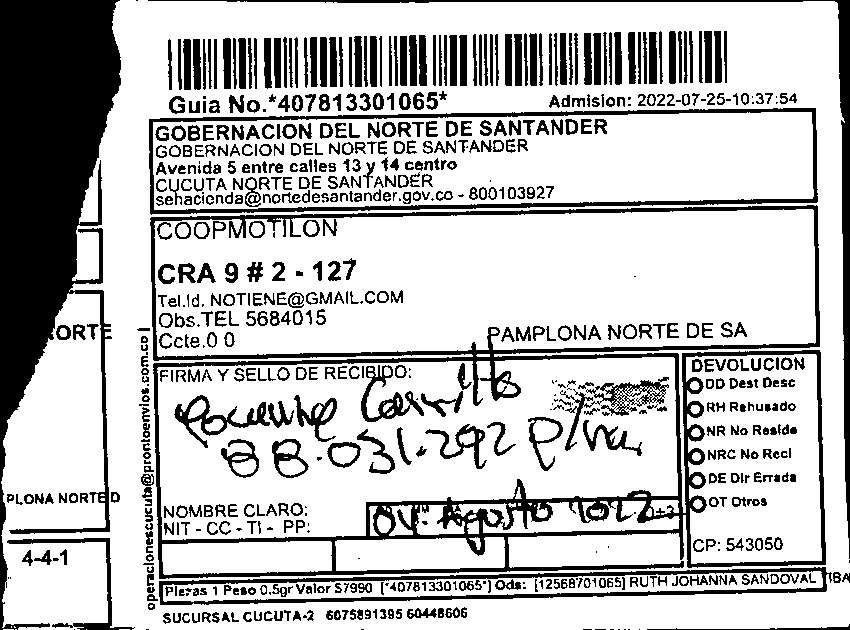 Guia No.*407813301065*
Admision: 2022-07-25-10:37:54
GOBERNACION DEL NORTE DE SANTANDER
GOBERNACION DEL NORTE DE SANTANDER
Avenida 5 entre calles 13 y 14 centro
CUCUTA NORTE DE SANTANDER
sehacienda@nortedesantander.gov.co - 800103927
COOPMOTILON
CRA 9 # 2 - 127
Tel.Id. NOTIENE@GMAIL.COM
Obs.TEL 5684015
Ccte.0 0
PAMPLONA NORTE DE SA
FIRMA Y SELLO DE RECIBIDO:
Carrillo
88.031.292 P/na
NOMBRE CLARO:
NIT - CC - TI - PP:
04. Agosto 2022
DEVOLUCION
DD Dest Desc
RH Rehusado
NR No Reside
NRC No Recl
DE Dir Errada
OT Otros
CP: 543050
Piezas 1 Peso 0.5gr Valor $7990 [*407813301065*] Ods: [12568701065] RUTH JOHANNA SANDOVAL TIBA
SUCURSAL CUCUTA-2 6075891395 60448606
operacionescucuta@prontoenvios.com.co
ORTE
PLONA NORTE D
4-4-1